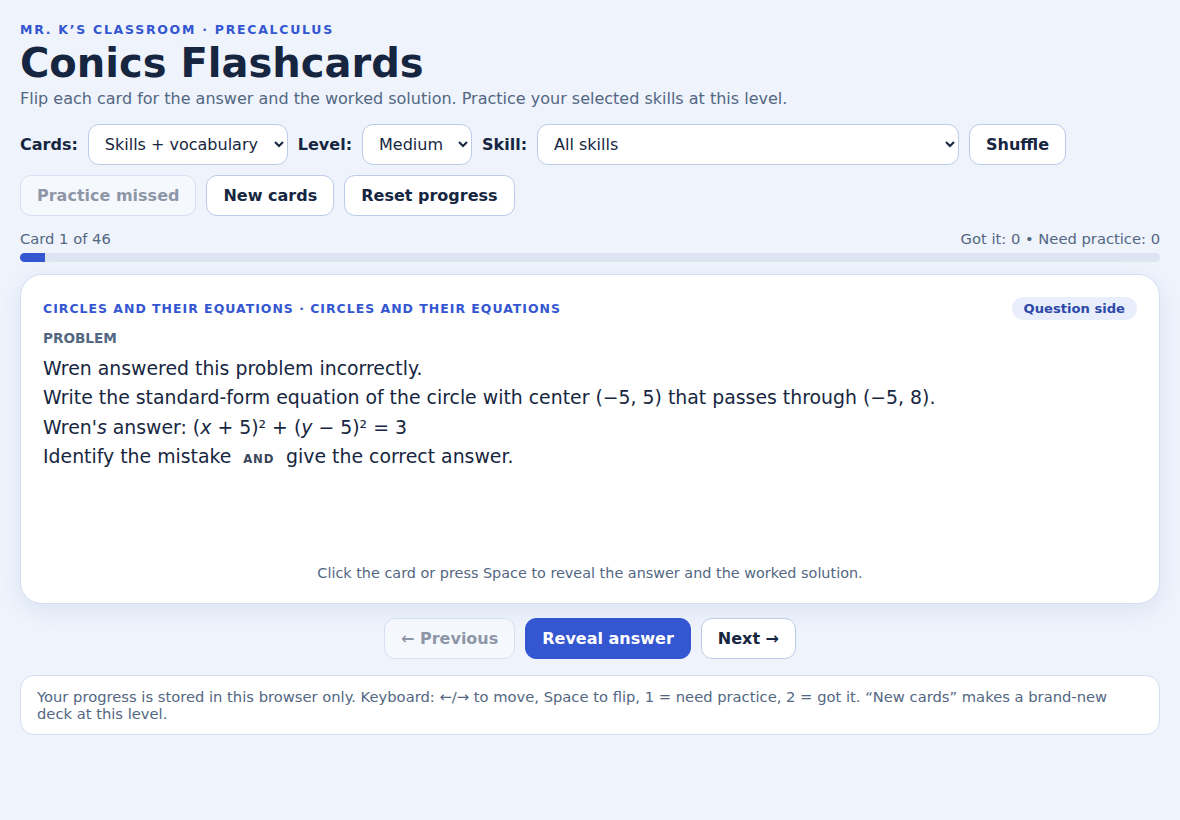 MR. K’S CLASSROOM · PRECALCULUS
Conics Flashcards
Flip each card for the answer and the worked solution. Practice your selected skills at this level.
Cards: Skills + vocabulary Level: Medium Skill: All skills Shuffle
Practice missed New cards Reset progress
Card 1 of 46 Got it: 0 • Need practice: 0
CIRCLES AND THEIR EQUATIONS · CIRCLES AND THEIR EQUATIONS Question side
PROBLEM
Wren answered this problem incorrectly.
Write the standard-form equation of the circle with center (−5, 5) that passes through (−5, 8).
Wren's answer: (x + 5)² + (y − 5)² = 3
Identify the mistake AND give the correct answer.
Click the card or press Space to reveal the answer and the worked solution.
← Previous Reveal answer Next →
Your progress is stored in this browser only. Keyboard: ←/→ to move, Space to flip, 1 = need practice, 2 = got it. “New cards” makes a brand-new
deck at this level.